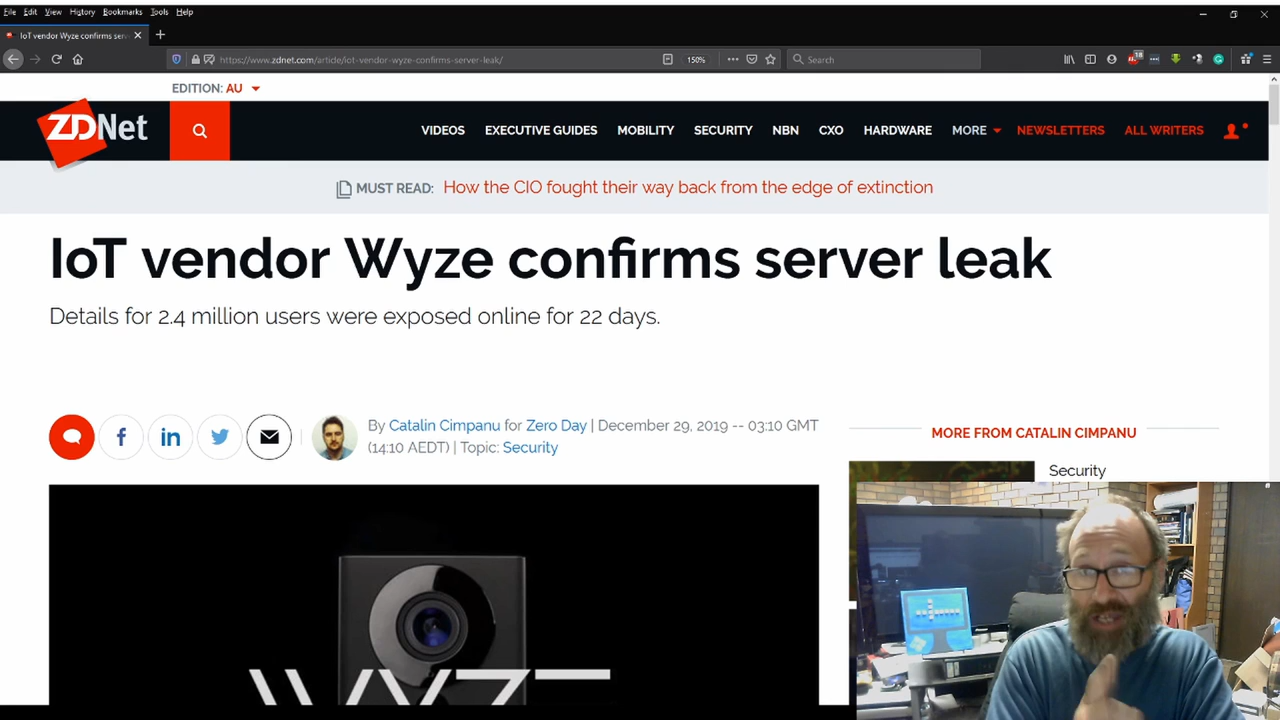 File Edit View History Bookmarks Tools Help
IoT vendor Wyze confirms serv
https://www.zdnet.com/article/iot-vendor-wyze-confirms-server-leak/
150%
Search
18
EDITION: AU
ZDNet
VIDEOS EXECUTIVE GUIDES MOBILITY SECURITY NBN CXO HARDWARE MORE NEWSLETTERS ALL WRITERS
MUST READ: How the CIO fought their way back from the edge of extinction
IoT vendor Wyze confirms server leak
Details for 2.4 million users were exposed online for 22 days.
By Catalin Cimpanu for Zero Day | December 29, 2019 -- 03:10 GMT
(14:10 AEDT) | Topic: Security
MORE FROM CATALIN CIMPANU
Security
WYZE